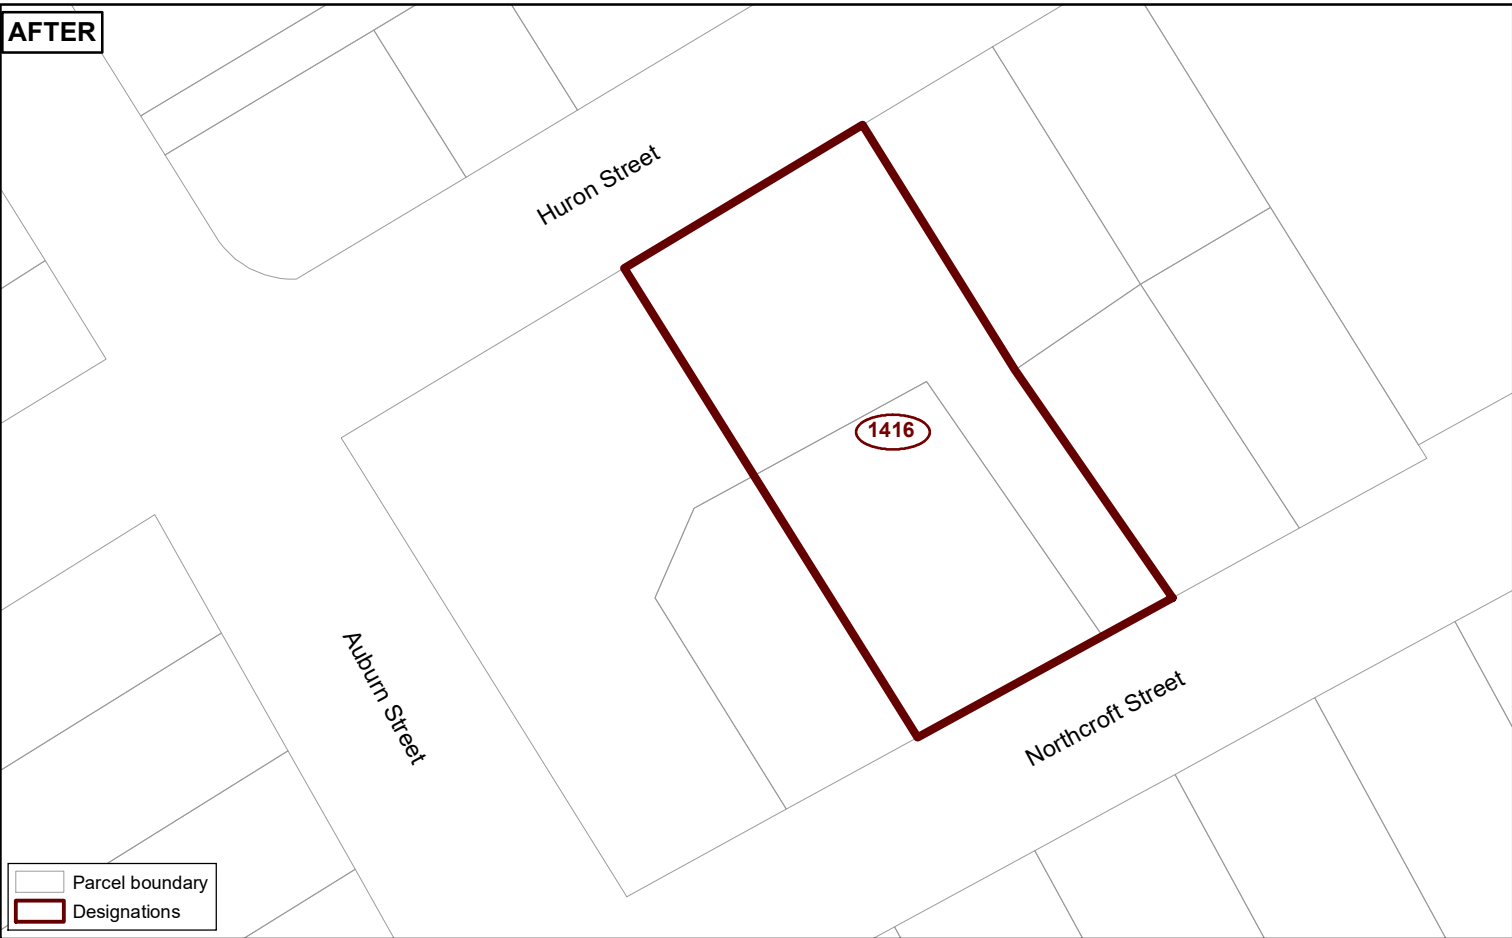 AFTER
Huron Street
1416
Auburn Street
Northcroft Street
Parcel boundary
Designations